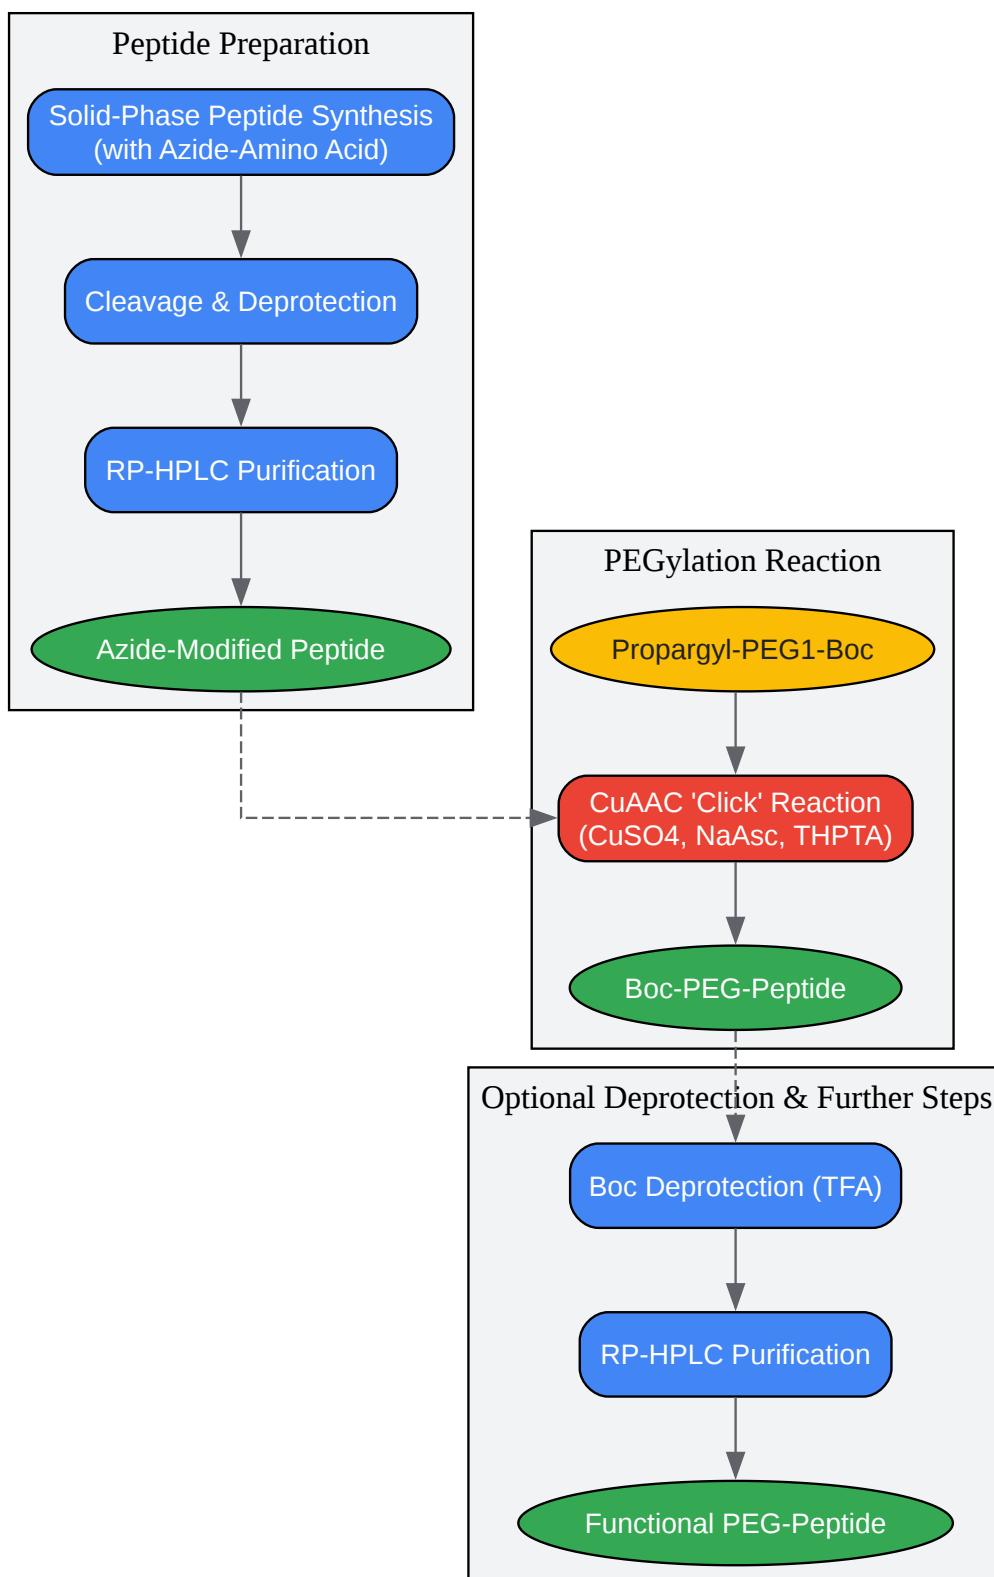 Peptide Preparation
Solid-Phase Peptide Synthesis
(with Azide-Amino Acid)
Cleavage & Deprotection
RP-HPLC Purification
Azide-Modified Peptide
PEGylation Reaction
Propargyl-PEG1-Boc
CuAAC 'Click' Reaction
(CuSO4, NaAsc, THPTA)
Boc-PEG-Peptide
Optional Deprotection & Further Steps
Boc Deprotection (TFA)
RP-HPLC Purification
Functional PEG-Peptide